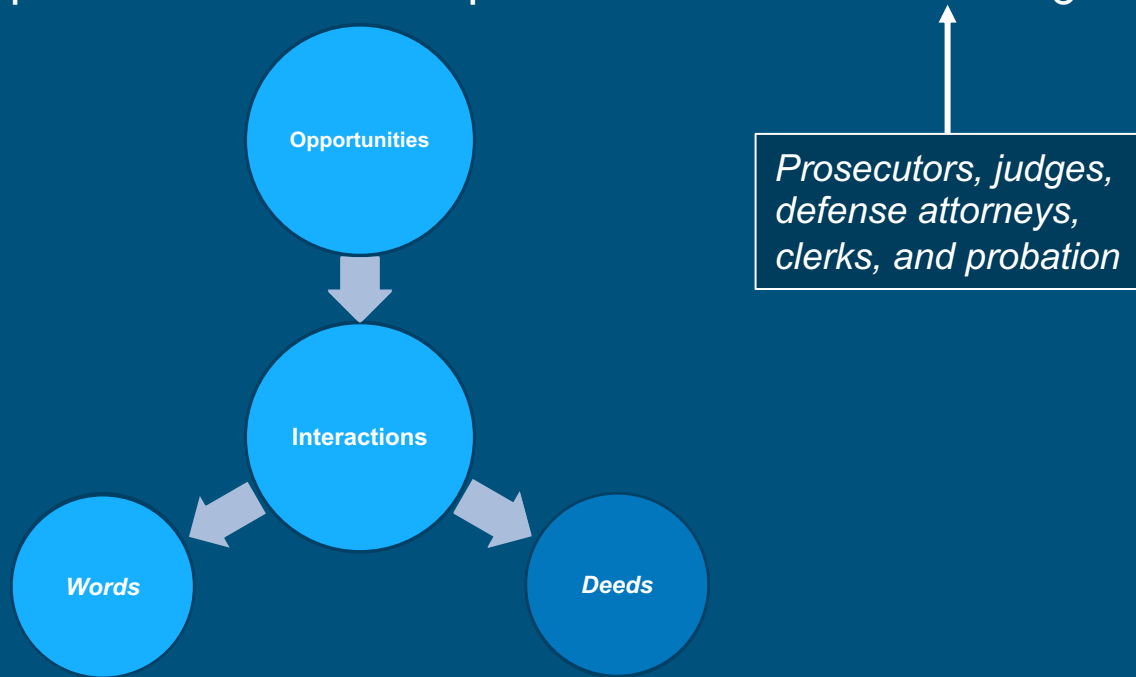 Opportunities
Prosecutors, judges,
defense attorneys,
clerks, and probation
Interactions
Words
Deeds